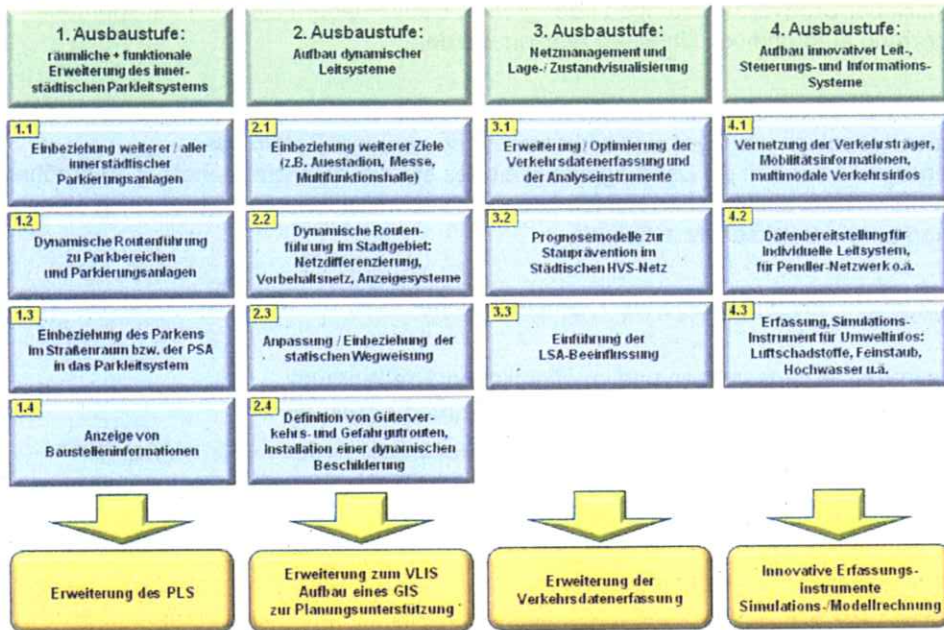 1. Ausbaustufe:
räumliche + funktionale
Erweiterung des inner-
städtischen Parkleitsystems
1.1
Einbeziehung weiterer / aller
innerstädtischer
Parkierungsanlagen
1.2
Dynamische Routenführung
zu Parkbereichen
und Parkierungsanlagen
1.3
Einbeziehung des Parkens
im Straßenraum bzw. der PSA
in das Parkleitsystem
1.4
Anzeige von
Baustelleninformationen
Erweiterung des PLS
2. Ausbaustufe:
Aufbau dynamischer
Leitsysteme
2.1
Einbeziehung weiterer Ziele
(z.B. Auestadion, Messe,
Multifunktionshalle)
2.2
Dynamische Routen-
führung im Stadtgebiet:
Netzdifferenzierung,
Vorbehaltsnetz, Anzeigesysteme
2.3
Anpassung / Einbeziehung der
statischen Wegweisung
2.4
Definition von Güterver-
kehrs- und Gefahrgutrouten,
Installation einer dynamischen
Beschilderung
Erweiterung zum VLIS
Aufbau eines GIS
zur Planungsunterstützung
3. Ausbaustufe:
Netzmanagement und
Lage-/ Zustandvisualisierung
3.1
Erweiterung / Optimierung der
Verkehrsdatenerfassung und
der Analyseinstrumente
3.2
Prognosemodelle zur
Stauprävention im
Städtischen HVS-Netz
3.3
Einführung der
LSA-Beeinflussung
Erweiterung der
Verkehrsdatenerfassung
4. Ausbaustufe:
Aufbau innovativer Leit-,
Steuerungs- und Informations-
Systeme
4.1
Vernetzung der Verkehrsträger,
Mobilitätsinformationen,
multimodale Verkehrsinfos
4.2
Datenbereitstellung für
Individuelle Leitsystem,
für Pendler-Netzwerk o.ä.
4.3
Erfassung, Simulations-
Instrument für Umweltinfos:
Luftschadstoffe, Feinstaub,
Hochwasser u.ä.
Innovative Erfassungs-
instrumente
Simulations-/Modellrechnung